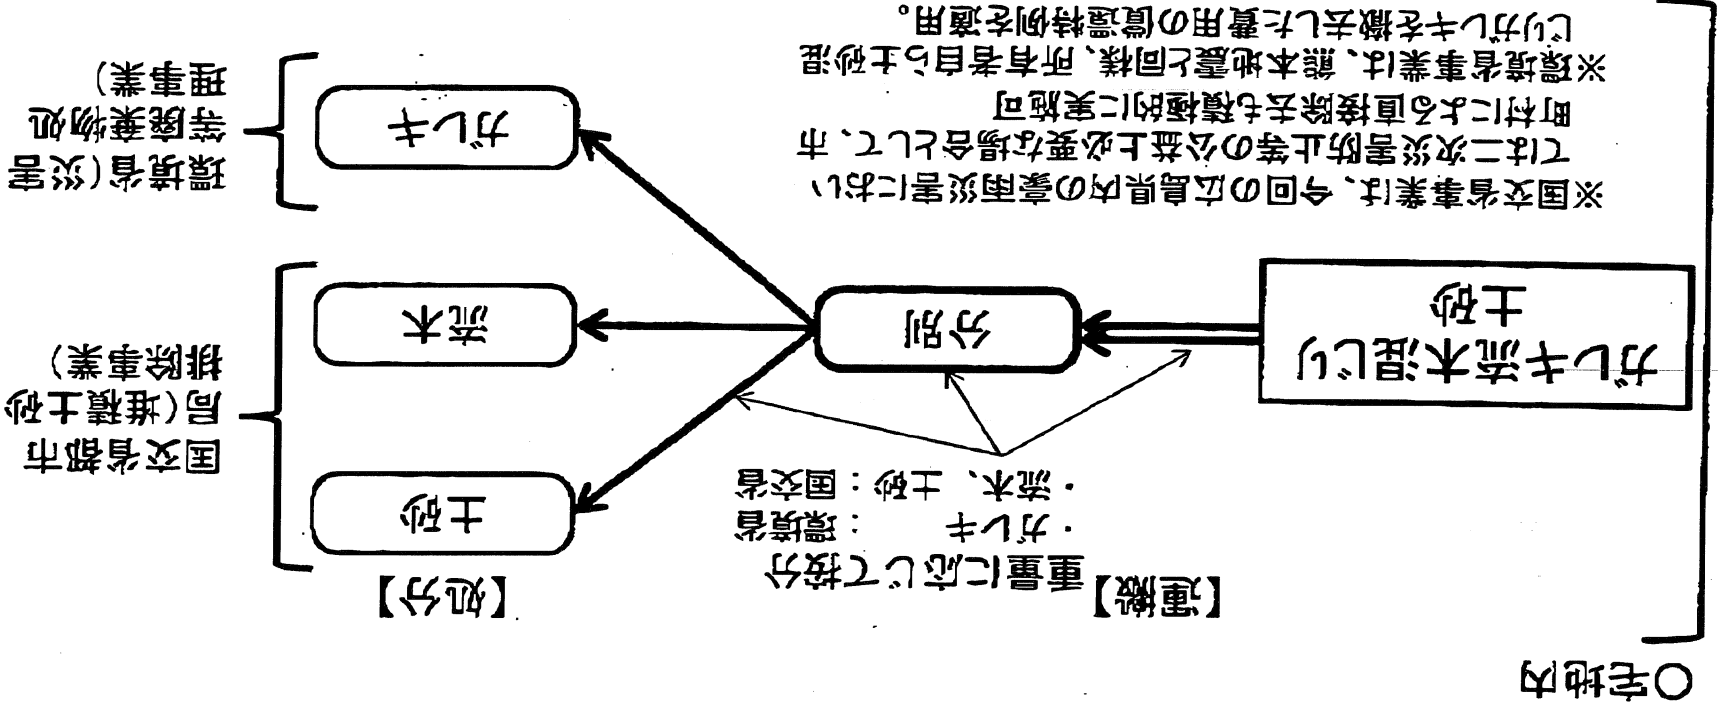 〇宅地内
【運搬】
【処分】
重量に応じて按分
・ガレキ　　：環境省
・流木、土砂：国交省
ガレキ流木混じり
土砂
分別
土砂
流木
ガレキ
国交省都市
局(堆積土砂
排除事業)
環境省(災害
等廃棄物処
理事業)
※国交省事業は、今回の広島県内の豪雨災害におい
ては二次災害防止等の公益上必要な場合として、市
町村による直接除去も積極的に実施可
※環境省事業は、熊本地震と同様、所有者自ら土砂混
じりガレキを撤去した費用の償還特例を適用。